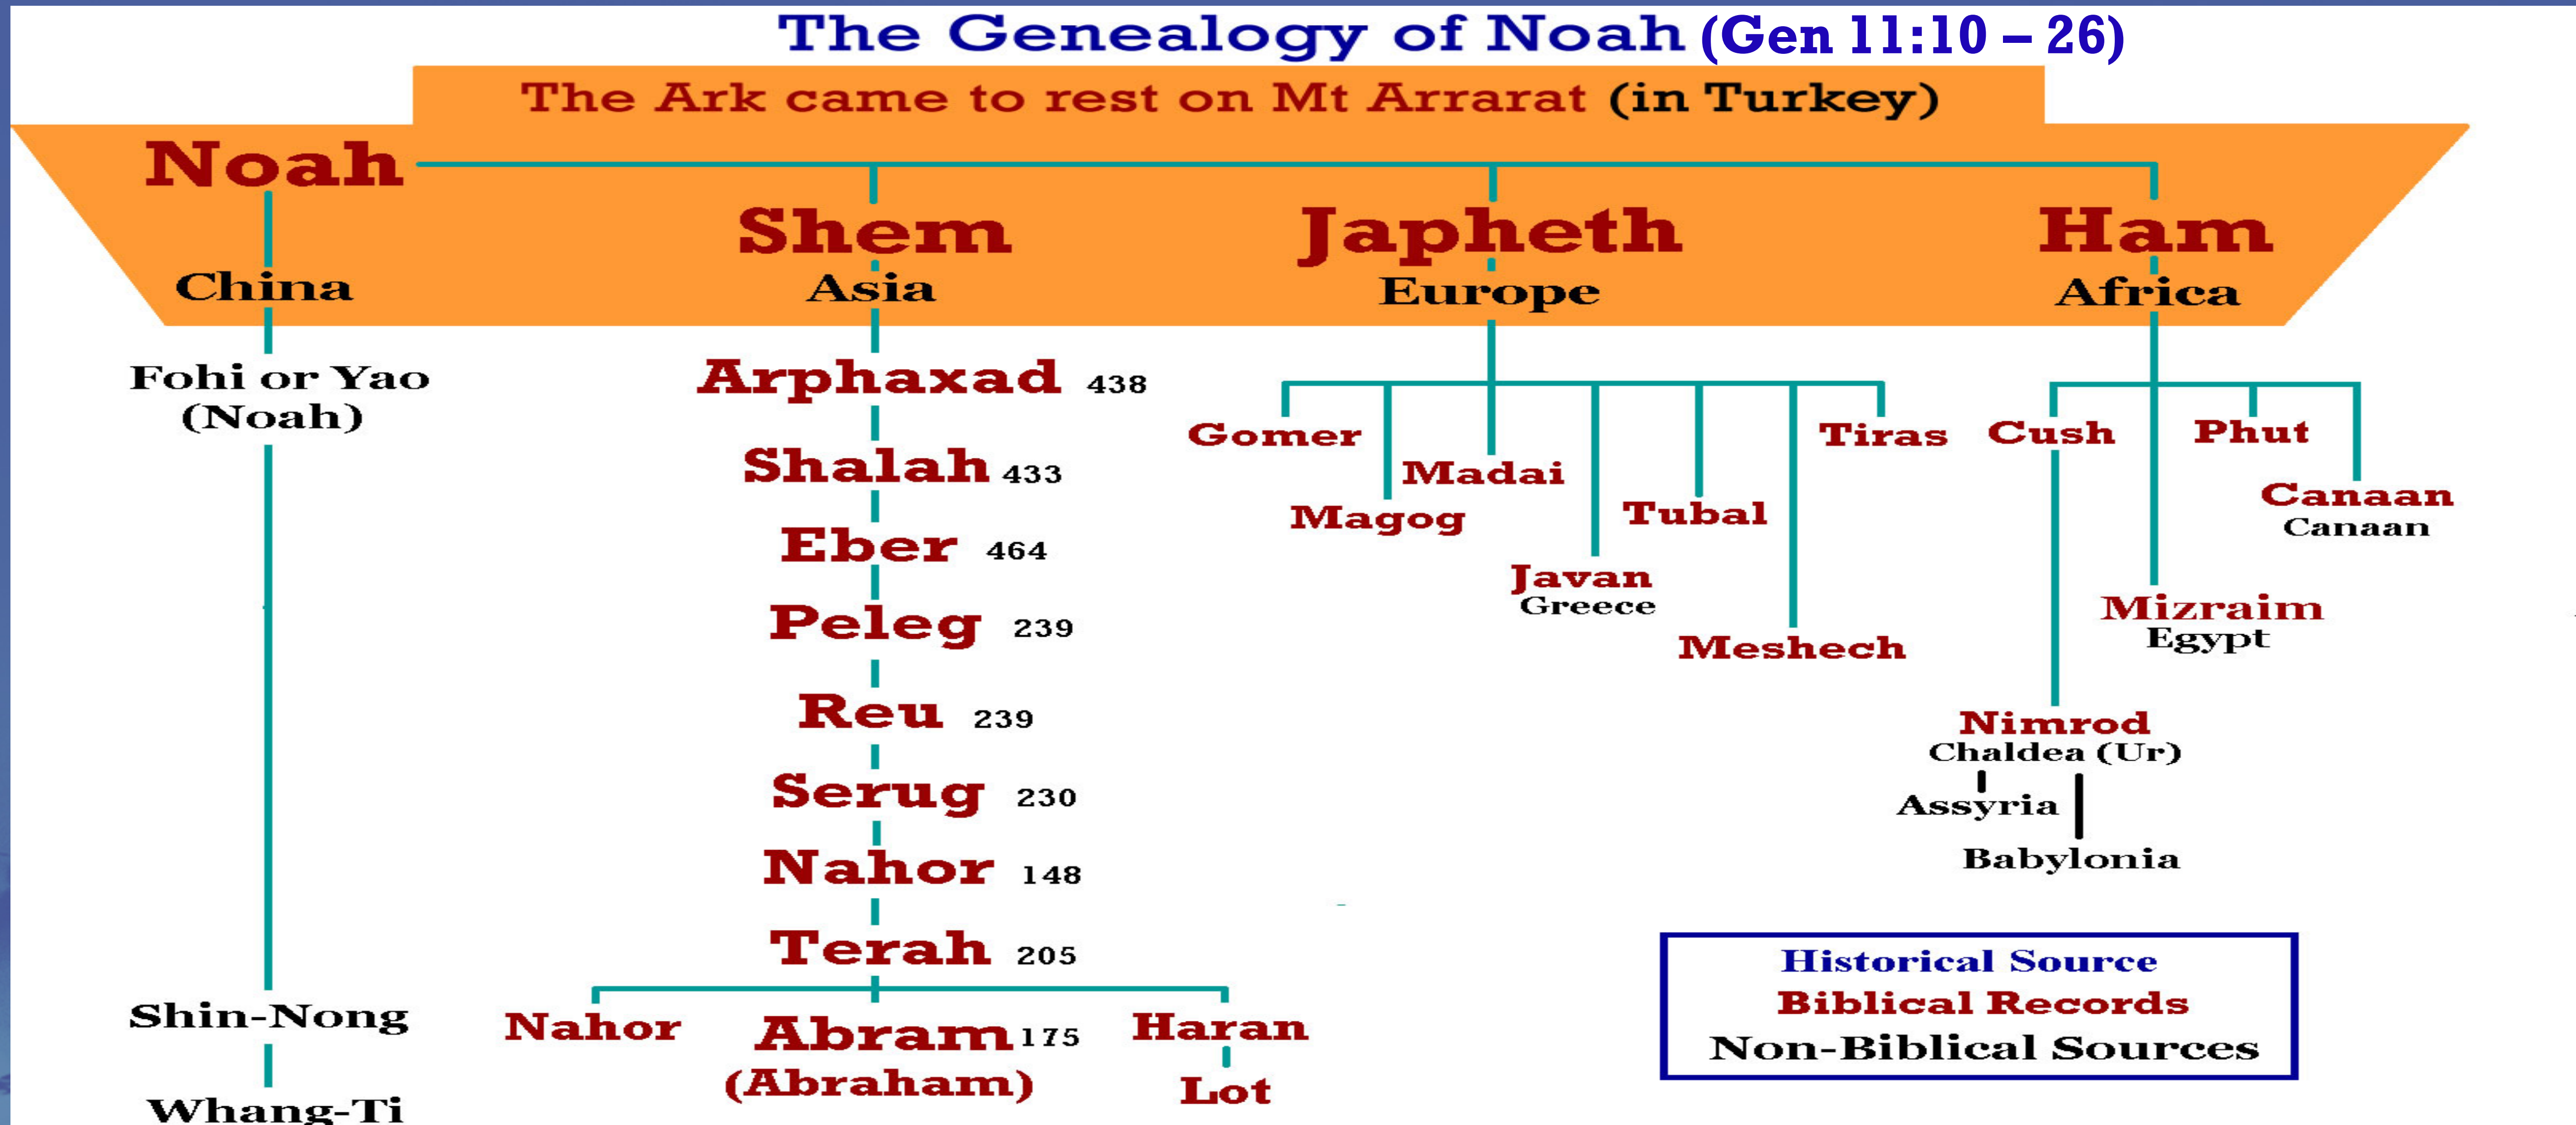 The Genealogy of Noah (Gen 11:10 – 26)
The Ark came to rest on Mt Arrarat (in Turkey)
Noah
China
Fohi or Yao
(Noah)
Shin-Nong
Whang-Ti
Shem
Asia
Arphaxad 438
Shalah 433
Eber 464
Peleg 239
Reu 239
Serug 230
Nahor 148
Terah 205
Nahor
Abram 175
(Abraham)
Haran
Lot
Japheth
Europe
Gomer
Magog
Madai
Javan
Greece
Tubal
Meshech
Tiras
Ham
Africa
Cush
Nimrod
Chaldea (Ur)
Assyria
Babylonia
Mizraim
Egypt
Phut
Canaan
Canaan
Historical Source
Biblical Records
Non-Biblical Sources